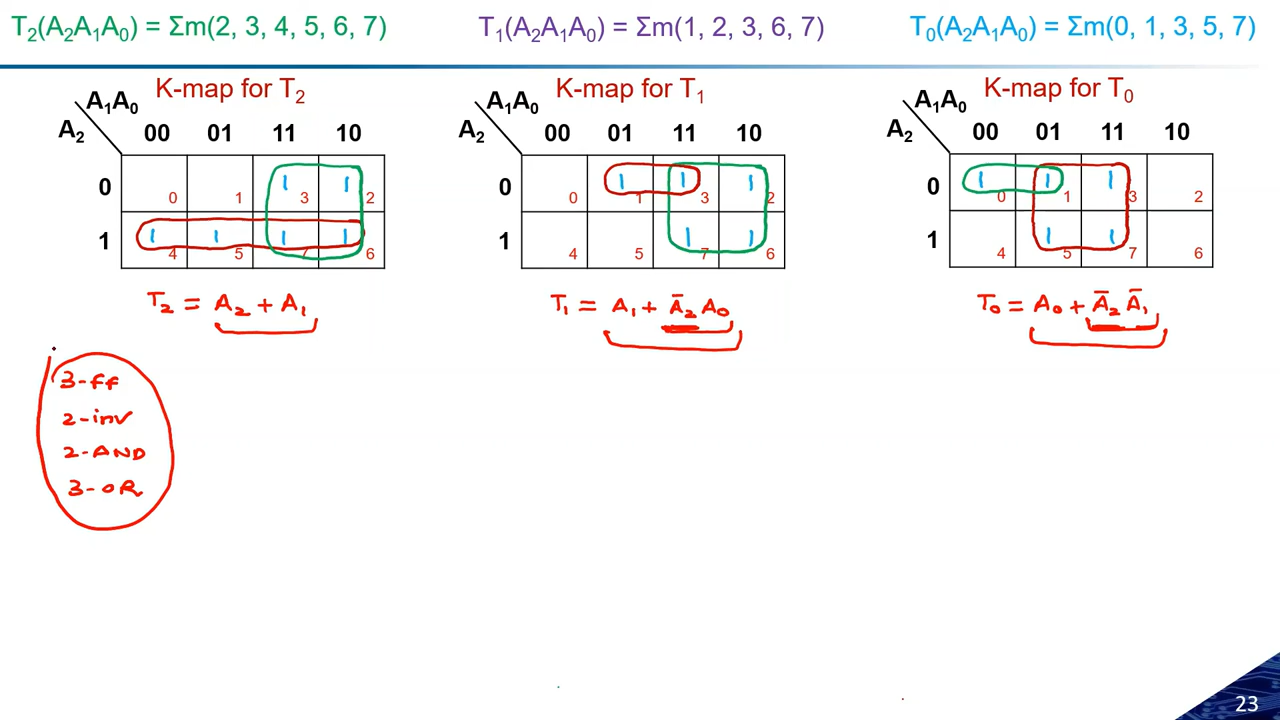 T₂(A₂A₁A₀) = Σm(2, 3, 4, 5, 6, 7)
T₁(A₂A₁A₀) = Σm(1, 2, 3, 6, 7)
T₀(A₂A₁A₀) = Σm(0, 1, 3, 5, 7)
K-map for T₂
A₁A₀
A₂
00 01 11 10
0 1 1
0 1 3 2
1 1 1 1 1
4 5 7 6
T₂ = A₂ + A₁
K-map for T₁
A₁A₀
A₂
00 01 11 10
0 1 1 1
0 1 3 2
1 1 1
4 5 7 6
T₁ = A₁ + A̅₂ A₀
K-map for T₀
A₁A₀
A₂
00 01 11 10
0 1 1 1
0 1 3 2
1 1 1
4 5 7 6
T₀ = A₀ + A̅₂ A̅₁
3-ff
2-inv
2-AND
3-OR
23